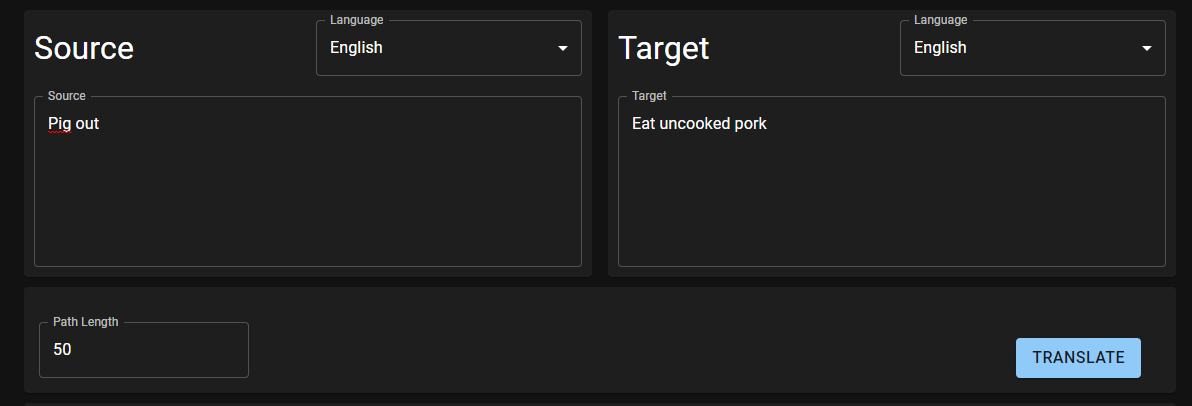 Source
Language
English
Source
Pig out
Target
Language
English
Target
Eat uncooked pork
Path Length
50
TRANSLATE